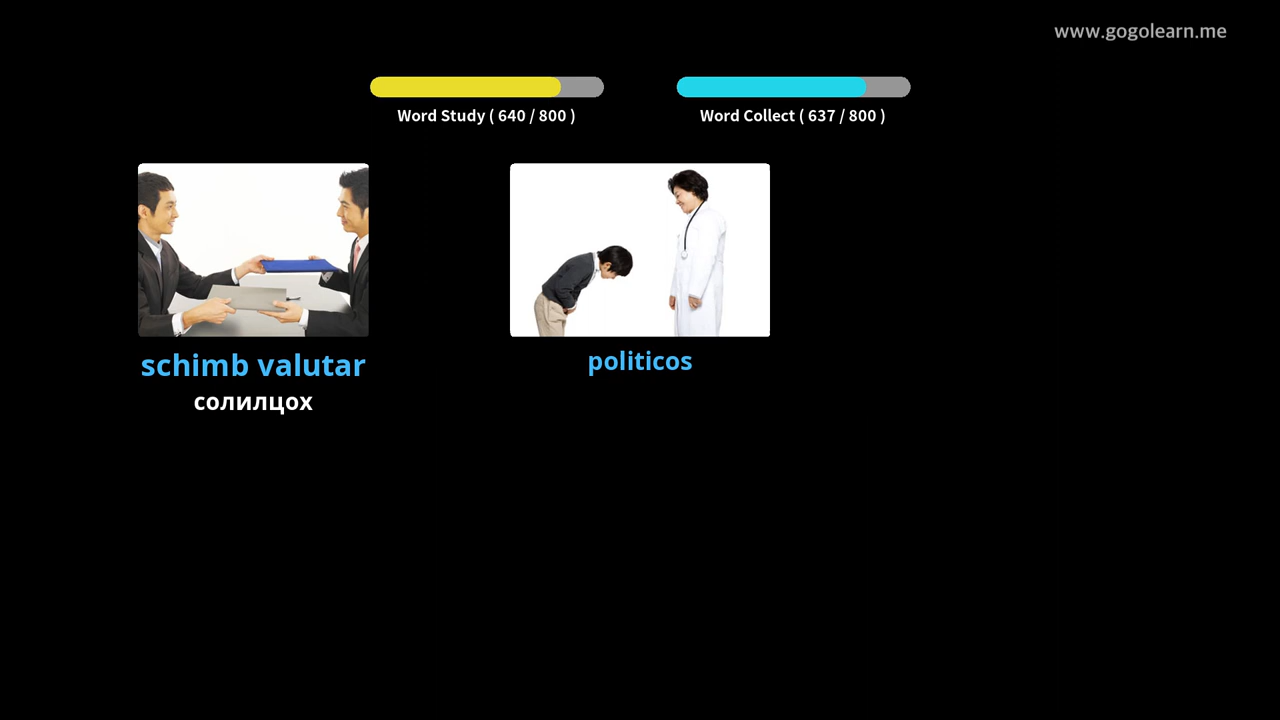 www.gogolearn.me
Word Study ( 640 / 800 )
Word Collect ( 637 / 800 )
schimb valutar
солилцох
politicos